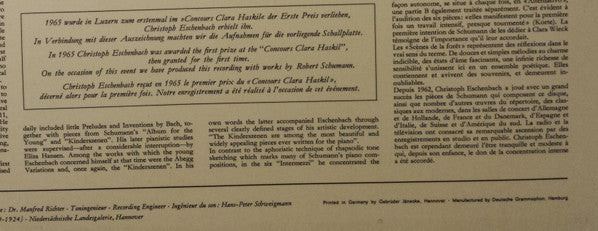 1965 wurde in Luzern zum erstenmal im «Concours Clara Haskil» der Erste Preis verliehen,
Christoph Eschenbach erhielt ihn.
In Verbindung mit dieser Auszeichnung machten wir die Aufnahmen für die vorliegende Schallplatte.
In 1965 Christoph Eschenbach was awarded the first prize at the "Concours Clara Haskil",
then granted for the first time.
On the occasion of this event we have produced this recording with works by Robert Schumann.
Christoph Eschenbach reçut en 1965 le premier prix du «Concours Clara Haskil»,
décerné alors pour la première fois. Notre enregistrement a été réalisé à l'occasion de cet événement.
daily included little Preludes and Inventions by Bach, to-
gether with pieces from Schumann's "Album for the
Young" and "Kinderszenen". His later pianistic studies
were supervised—after a considerable interruption—by
Eliza Hansen. Among the works with which the young
Eschenbach concerned himself at that time were the Abegg
Variations and, once again, the "Kinderszenen". In his
own words the latter accompanied Eschenbach through
several clearly defined stages of his artistic development.
"The Kinderszenen are among the most beautiful and
widely appealing pieces ever written for the piano".
In contrast to the aphoristic technique of rhapsodic tone
sketching which marks many of Schumann's piano com-
positions, in the six "Intermezzi" he concentrated the
façon autonome, se situe à chaque fois, en «Alternativo»,
une partie à également traitée séparément. C'est évident à
l'audition des six pièces: elles manifestent pour la première
fois un travail intensif, presque tourmenté» (Korte). La
première intention de Schumann de les dédier à Clara Wieck
témoigne de l'importance qu'il leur accordait.
Les «Scènes de la forêt» représentent des réflexions dans le
vrai sens du terme. De douces et simples mélodies au charme
indicible, des états d'âme fascinants, une infinie richesse de
sensibilité s'unissent ici en un ensemble poétique. Elles
contiennent et avivent des souvenirs, et demeurent in-
oubliables.
Depuis 1962, Christoph Eschenbach a joué avec un grand
succès les pièces de Schumann qui composent ce disque,
ainsi que nombre d'autres œuvres du répertoire, des clas-
siques aux modernes, dans les salles de concert d'Allemagne
et de Hollande, de France et du Danemark, d'Espagne et
d'Italie, de Suisse et d'Amérique du sud. La radio et la
télévision ont consacré sa remarquable ascension par des
enregistrements en studio et en public. Christoph Eschen-
bach est cependant demeuré l'être tranquille et modeste à
qui, depuis son enfance, le don de la concentration interne
a été accordé.
: Dr. Manfred Richter - Toningenieur - Recording Engineer - Ingénieur du son: Hans-Peter Schweigmann
-1924) - Niedersächsische Landesgalerie, Hannover
Printed in Germany by Gebrüder Jänecke, Hannover · Manufactured by Deutsche Grammophon, Hamburg